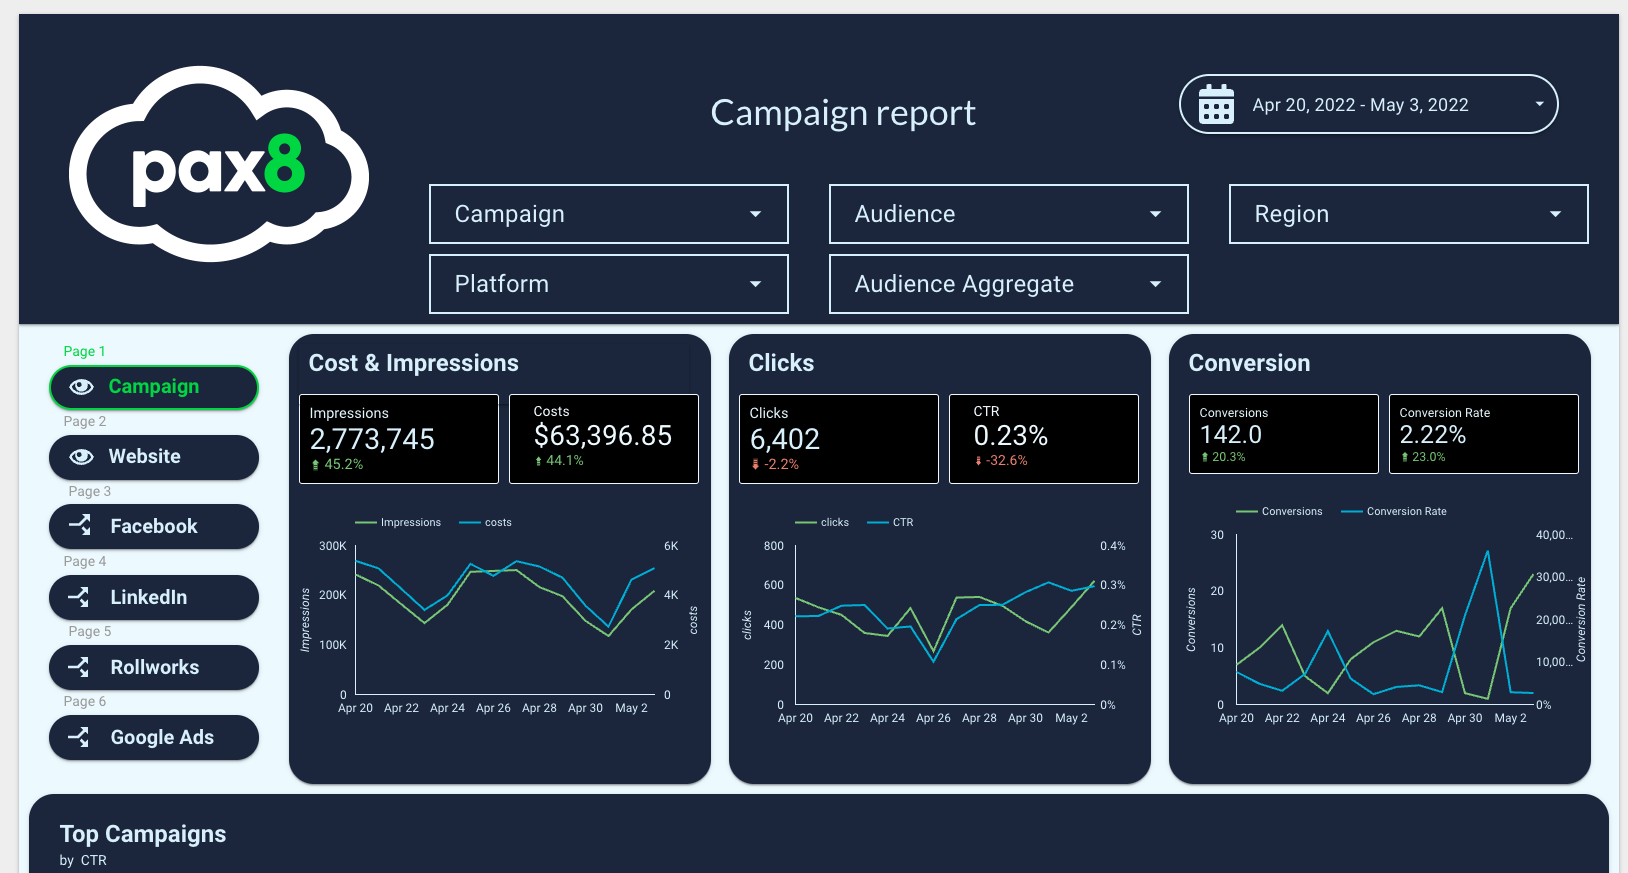 pax8
Campaign report
Apr 20, 2022 - May 3, 2022
Campaign
Audience
Region
Platform
Audience Aggregate
Page 1
Campaign
Page 2
Website
Page 3
Facebook
Page 4
LinkedIn
Page 5
Rollworks
Page 6
Google Ads
Cost & Impressions
Impressions
2,773,745
45.2%
Costs
$63,396.85
44.1%
Impressions costs
300K
200K
100K
0
Impressions
6K
4K
2K
0
costs
Apr 20 Apr 22 Apr 24 Apr 26 Apr 28 Apr 30 May 2
Clicks
Clicks
6,402
-2.2%
CTR
0.23%
-32.6%
clicks CTR
800
600
400
200
0
clicks
0.4%
0.3%
0.2%
0.1%
0%
CTR
Apr 20 Apr 22 Apr 24 Apr 26 Apr 28 Apr 30 May 2
Conversion
Conversions
142.0
20.3%
Conversion Rate
2.22%
23.0%
Conversions Conversion Rate
30
20
10
0
Conversions
40,00...
30,00...
20,00...
10,00...
0%
Conversion Rate
Apr 20 Apr 22 Apr 24 Apr 26 Apr 28 Apr 30 May 2
Top Campaigns
by CTR